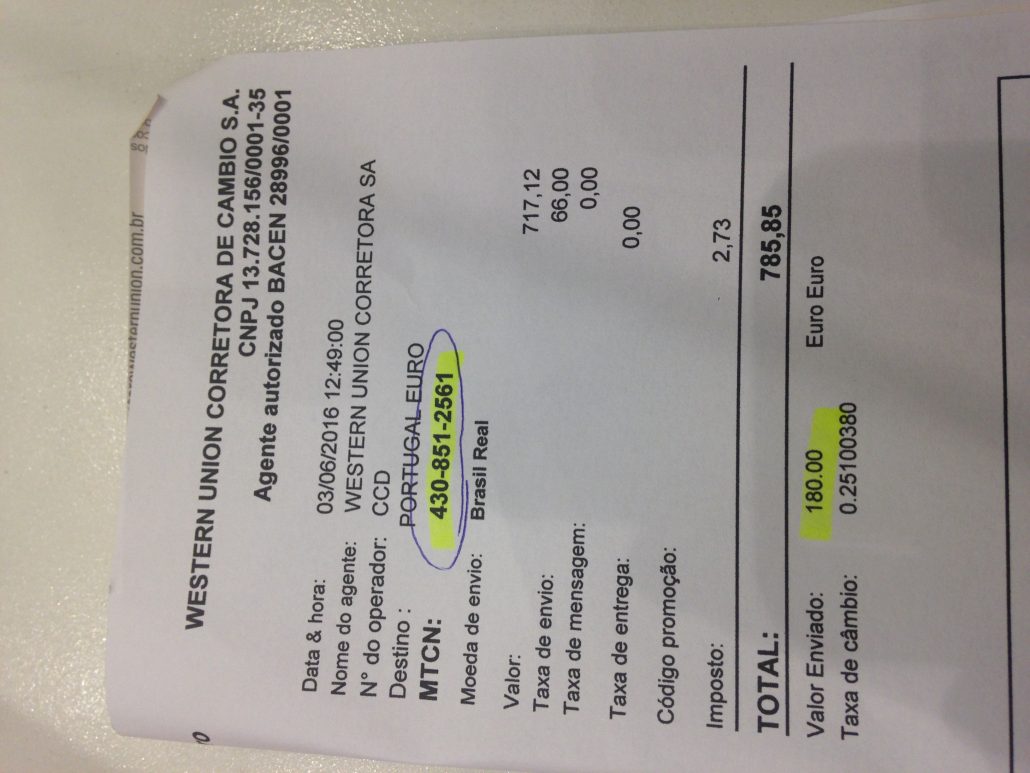 westernunion.com.br
WESTERN UNION CORRETORA DE CAMBIO S.A.
CNPJ 13.728.156/0001-35
Agente autorizado BACEN 28996/0001
Data & hora: 03/06/2016 12:49:00
Nome do agente: WESTERN UNION CORRETORA SA
N° do operador: CCD
Destino : PORTUGAL EURO
MTCN: 430-851-2561
Moeda de envio: Brasil Real
Valor: 717,12
Taxa de envio: 66,00
Taxa de mensagem: 0,00
Taxa de entrega: 0,00
Código promoção:
Imposto: 2,73
TOTAL: 785,85
Valor Enviado: 180.00 Euro Euro
Taxa de câmbio: 0.25100380